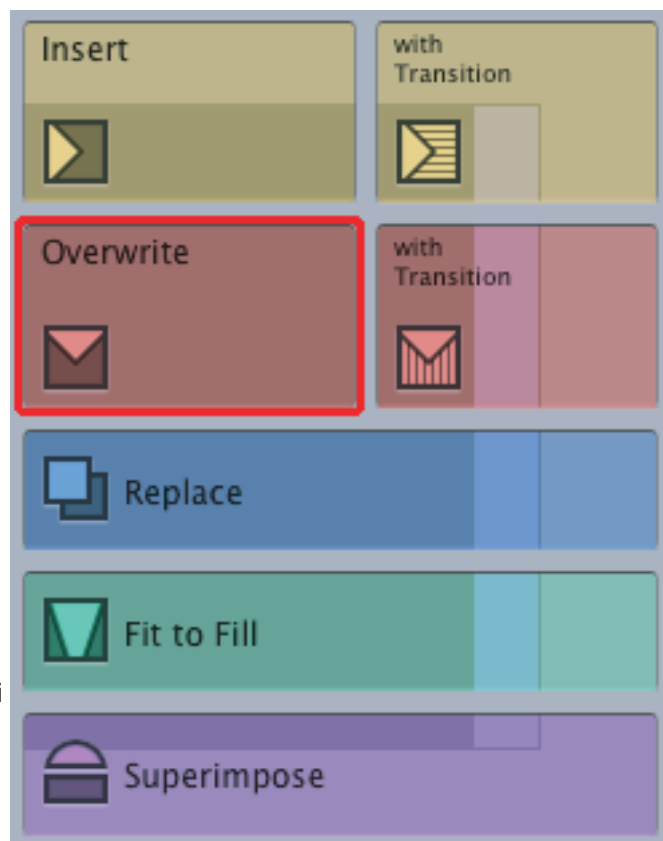 Insert
with
Transition
Overwrite
with
Transition
Replace
Fit to Fill
i
Superimpose